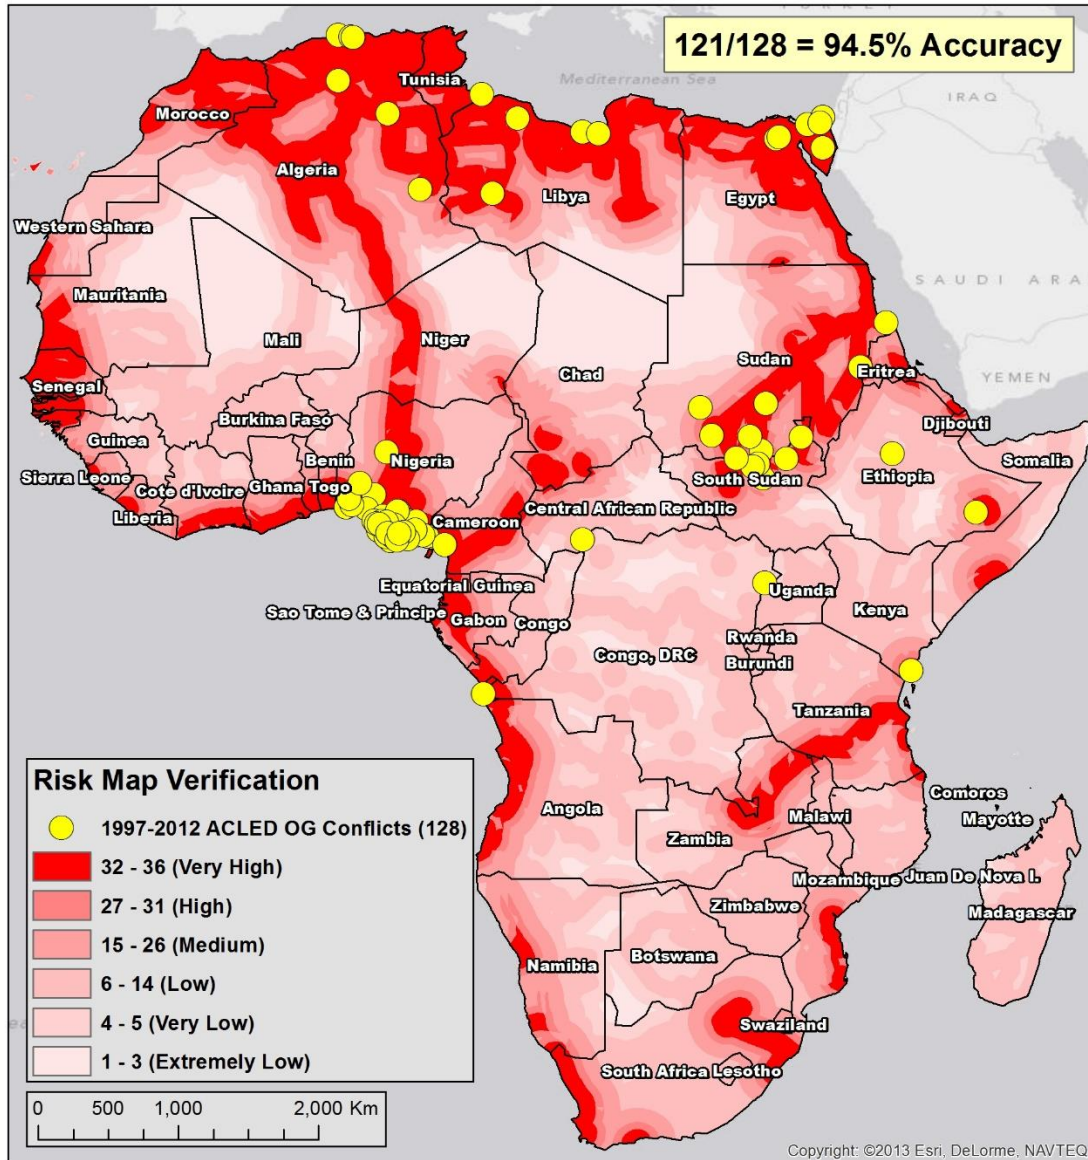 TURKEY
121/128 = 94.5% Accuracy
Mediterranean Sea
IRAQ
Tunisia
Morocco
Algeria
Libya
Egypt
Western Sahara
SAUDI ARA
Mauritania
Mali
Niger
Chad
Sudan
Eritrea
YEMEN
Senegal
Burkina Faso
Djibouti
Guinea
Benin
Nigeria
Somalia
Sierra Leone
Cote d'Ivoire
Ghana
Togo
South Sudan
Ethiopia
Liberia
Cameroon
Central African Republic
Equatorial Guinea
Uganda
Sao Tome & Principe
Gabon
Congo
Kenya
Rwanda
Congo, DRC
Burundi
Tanzania
Angola
Comoros
Mayotte
Malawi
Zambia
Mozambique
Juan De Nova I.
Zimbabwe
Madagascar
Namibia
Botswana
Swaziland
South Africa
Lesotho
Risk Map Verification
1997-2012 ACLED OG Conflicts (128)
32 - 36 (Very High)
27 - 31 (High)
15 - 26 (Medium)
6 - 14 (Low)
4 - 5 (Very Low)
1 - 3 (Extremely Low)
0 500 1,000 2,000 Km
Copyright: ©2013 Esri, DeLorme, NAVTEQ